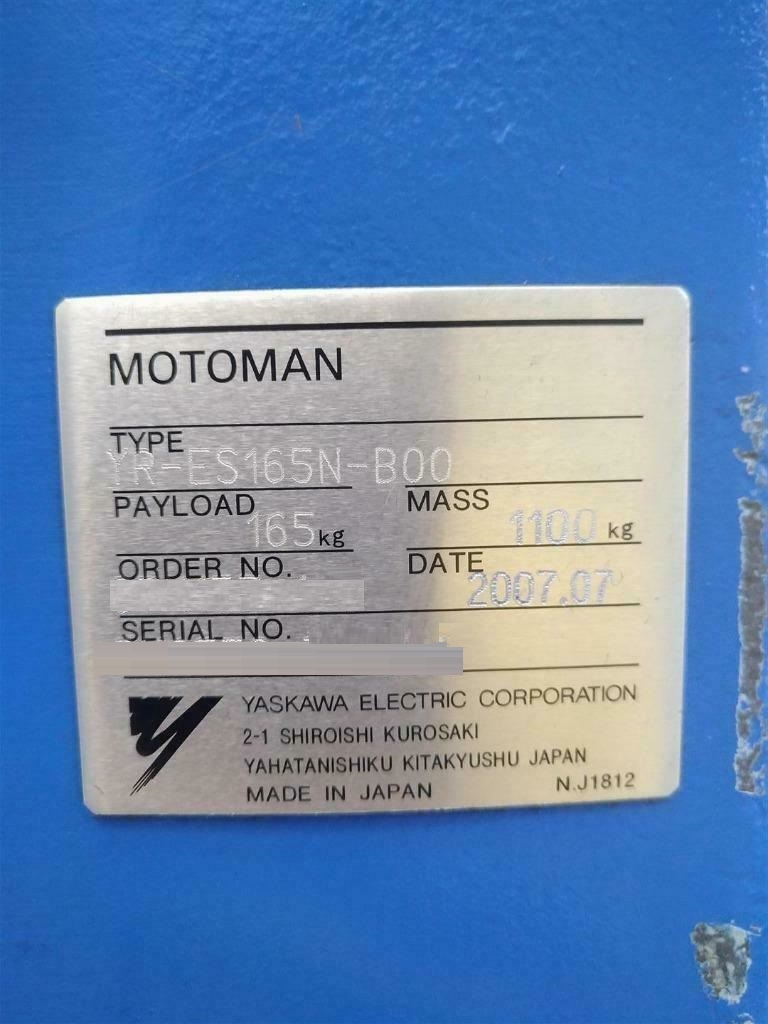 MOTOMAN
TYPE
YR-ES165N-B00
PAYLOAD 165 kg MASS 1100 kg
ORDER NO. DATE 2007.07
SERIAL NO.
YASKAWA ELECTRIC CORPORATION
2-1 SHIROISHI KUROSAKI
YAHATANISHIKU KITAKYUSHU JAPAN
MADE IN JAPAN N.J1812